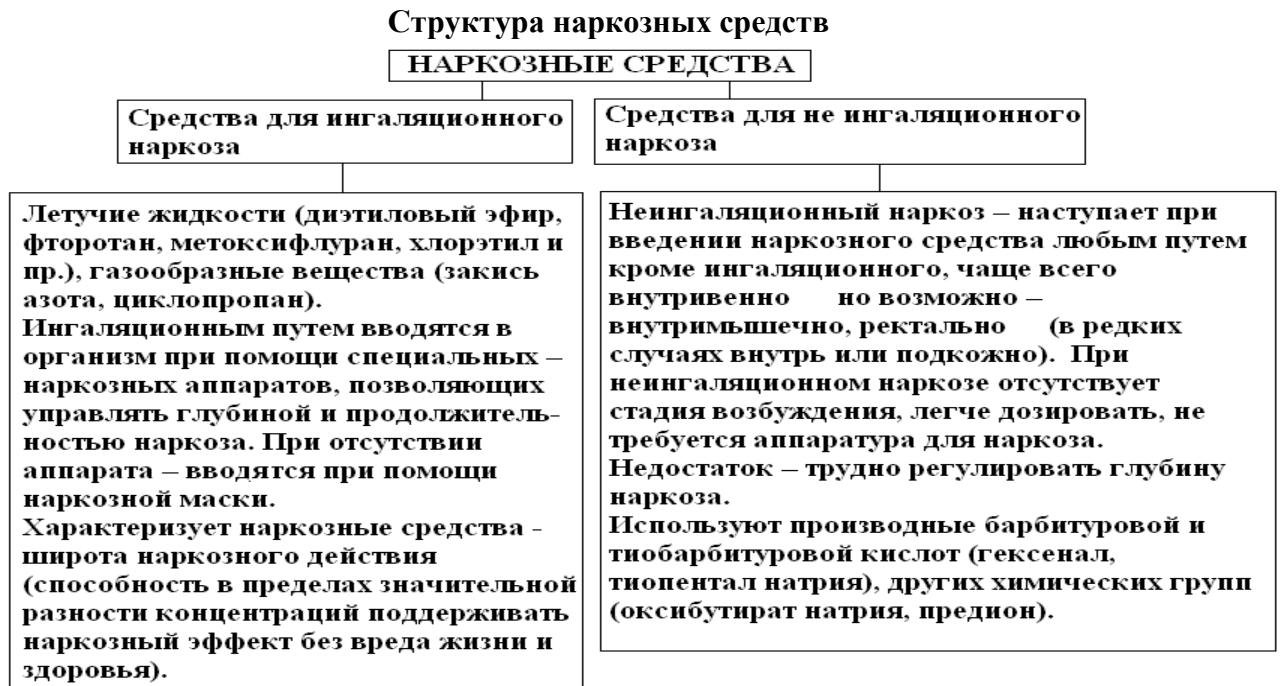 Структура наркозных средств
НАРКОЗНЫЕ СРЕДСТВА
Средства для ингаляционного
наркоза
Средства для не ингаляционного
наркоза
Летучие жидкости (диэтиловый эфир,
фторотан, метоксифлуран, хлорэтил и
пр.), газообразные вещества (закись
азота, циклопропан).
Ингаляционным путем вводятся в
организм при помощи специальных –
наркозных аппаратов, позволяющих
управлять глубиной и продолжитель-
ностью наркоза. При отсутствии
аппарата – вводятся при помощи
наркозной маски.
Характеризует наркозные средства -
широта наркозного действия
(способность в пределах значительной
разности концентраций поддерживать
наркозный эффект без вреда жизни и
здоровья).
Неингаляционный наркоз – наступает при
введении наркозного средства любым путем
кроме ингаляционного, чаще всего
внутривенно но возможно –
внутримышечно, ректально (в редких
случаях внутрь или подкожно). При
неингаляционном наркозе отсутствует
стадия возбуждения, легче дозировать, не
требуется аппаратура для наркоза.
Недостаток – трудно регулировать глубину
наркоза.
Используют производные барбитуровой и
тиобарбитуровой кислот (гексенал,
тиопентал натрия), других химических групп
(оксибутират натрия, предион).